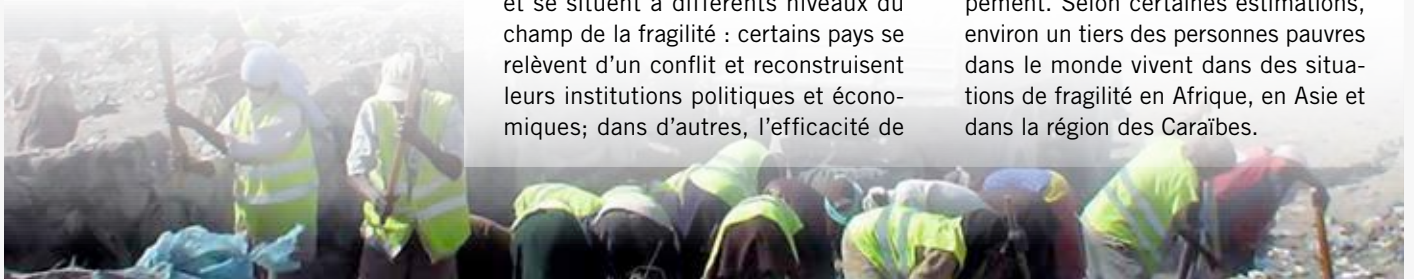 et se situent à différents niveaux du
champ de la fragilité : certains pays se
relèvent d’un conflit et reconstruisent
leurs institutions politiques et écono-
miques; dans d’autres, l’efficacité de
pement. Selon certaines estimations,
environ un tiers des personnes pauvres
dans le monde vivent dans des situa-
tions de fragilité en Afrique, en Asie et
dans la région des Caraïbes.